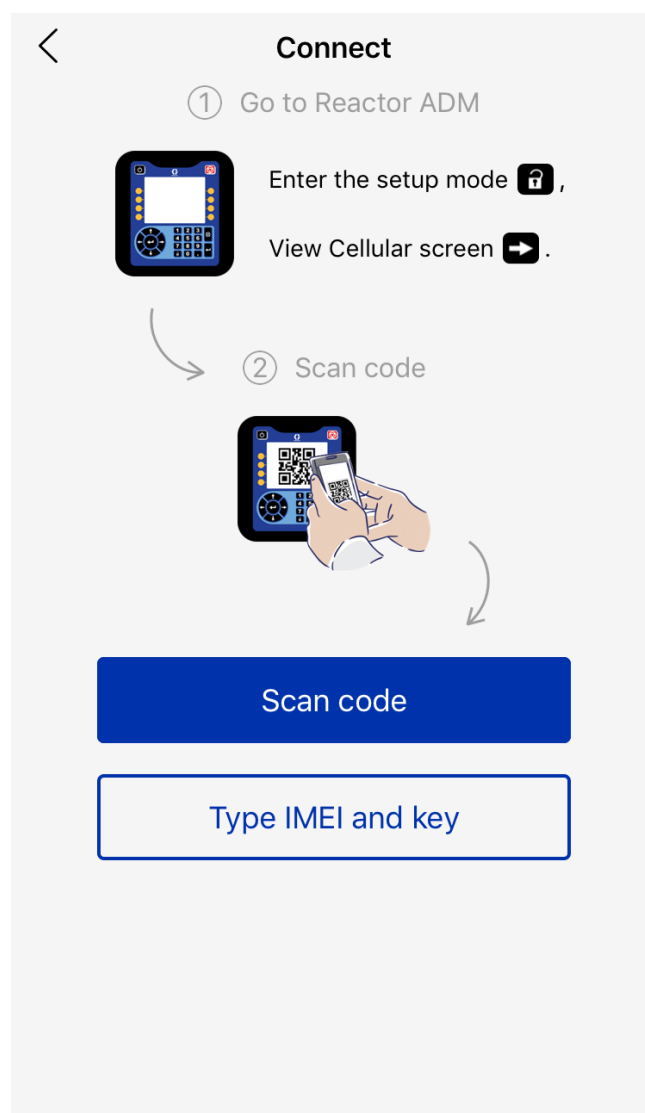 Connect
1 Go to Reactor ADM
Enter the setup mode ,
View Cellular screen .
2 Scan code
Scan code
Type IMEI and key